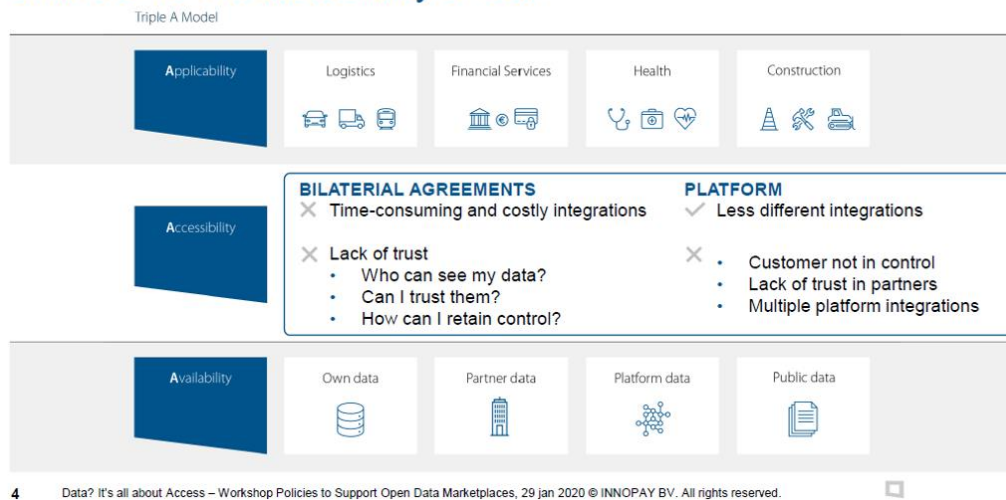 Triple A Model
Applicability
Logistics
Financial Services
Health
Construction
Accessibility
BILATERIAL AGREEMENTS
Time-consuming and costly integrations
Lack of trust
• Who can see my data?
• Can I trust them?
• How can I retain control?
PLATFORM
Less different integrations
• Customer not in control
• Lack of trust in partners
• Multiple platform integrations
Availability
Own data
Partner data
Platform data
Public data
4 Data? It's all about Access – Workshop Policies to Support Open Data Marketplaces, 29 jan 2020 © INNOPAY BV. All rights reserved.